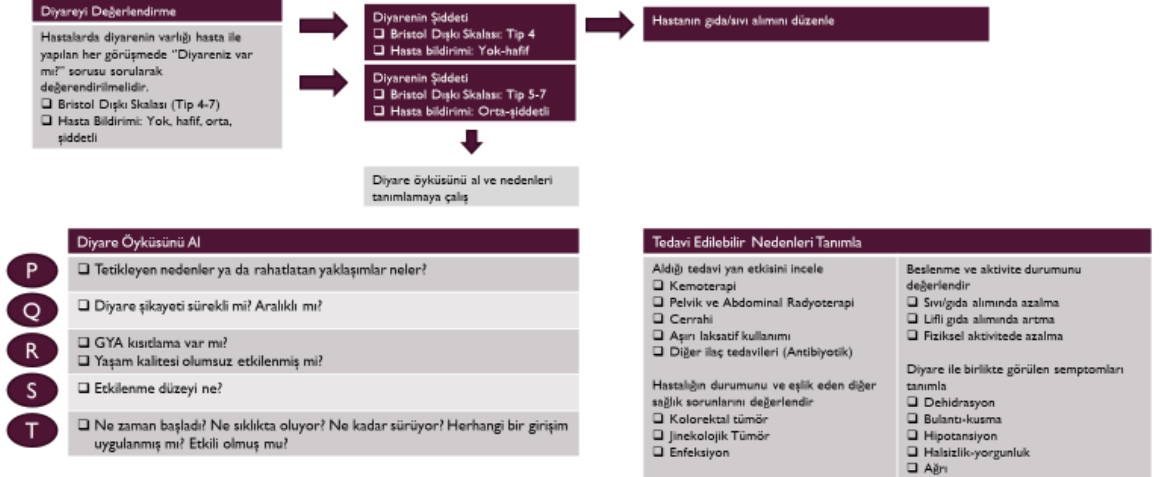 Diyareyi Değerlendirme
Hastalarda diyarenin varlığı hasta ile
yapılan her görüşmede "Diyareniz var
mı?" sorusu sorularak
değerlendirilmelidir.
❑ Bristol Dışkı Skalası (Tip 4-7)
❑ Hasta Bildirimi: Yok, hafif, orta,
şiddetli
Diyarenin Şiddeti
❑ Bristol Dışkı Skalası: Tip 4
❑ Hasta bildirimi: Yok-hafif
Diyarenin Şiddeti
❑ Bristol Dışkı Skalası: Tip 5-7
❑ Hasta bildirimi: Orta-şiddetli
Hastanın gıda/sıvı alımını düzenle
Diyare öyküsünü al ve nedenleri
tanımlamaya çalış
Diyare Öyküsünü Al
P
❑ Tetikleyen nedenler ya da rahatlatan yaklaşımlar neler?
Q
❑ Diyare şikayeti sürekli mi? Aralıklı mı?
R
❑ GYA kısıtlama var mı?
❑ Yaşam kalitesi olumsuz etkilenmiş mi?
S
❑ Etkilenme düzeyi ne?
T
❑ Ne zaman başladı? Ne sıklıkta oluyor? Ne kadar sürüyor? Herhangi bir girişim
uygulanmış mı? Etkili olmuş mu?
Tedavi Edilebilir Nedenleri Tanımla
Aldığı tedavi yan etkisini incele
❑ Kemoterapi
❑ Pelvik ve Abdominal Radyoterapi
❑ Cerrahi
❑ Aşırı laksatif kullanımı
❑ Diğer ilaç tedavileri (Antibiyotik)
Hastalığın durumunu ve eşlik eden diğer
sağlık sorunlarını değerlendir
❑ Kolorektal tümör
❑ Jinekolojik Tümör
❑ Enfeksiyon
Beslenme ve aktivite durumunu
değerlendir
❑ Sıvı/gıda alımında azalma
❑ Lifli gıda alımında artma
❑ Fiziksel aktivitede azalma
Diyare ile birlikte görülen semptomları
tanımla
❑ Dehidrasyon
❑ Bulantı-kusma
❑ Hipotansiyon
❑ Halsizlik-yorgunluk
❑ Ağrı